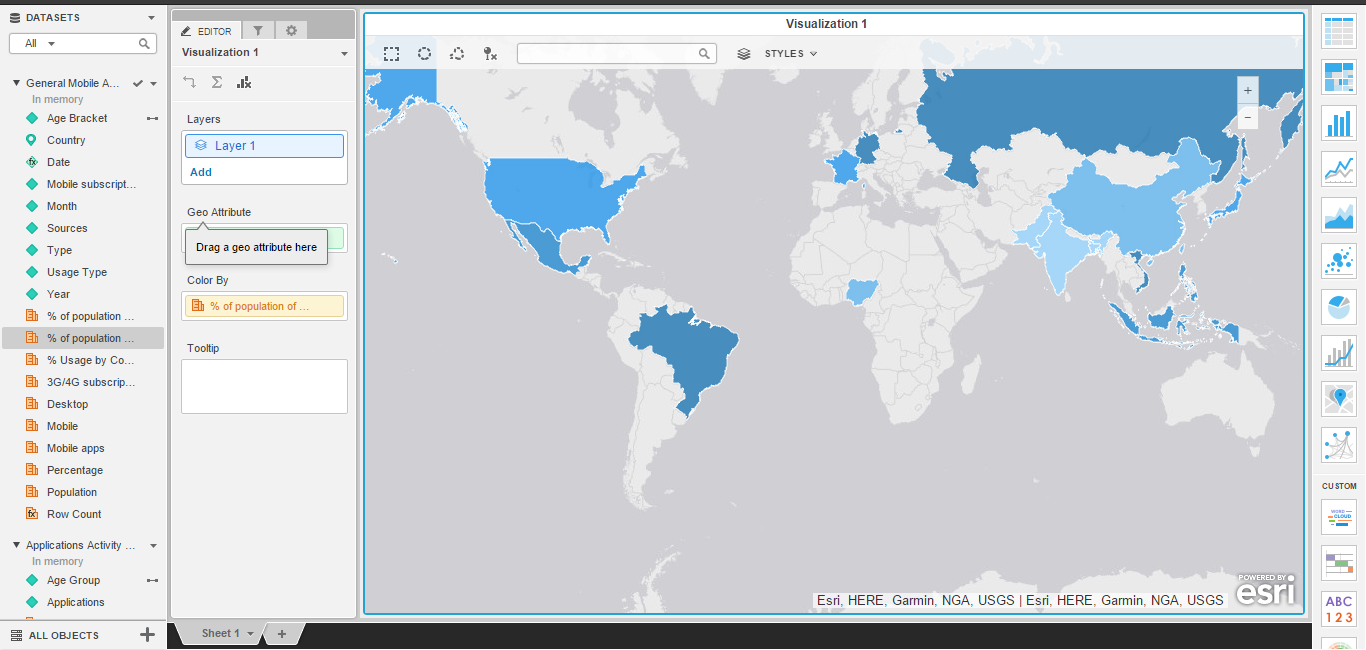 DATASETS
All
General Mobile A...
In memory
Age Bracket
Country
fx Date
Mobile subscript...
Month
Sources
Type
Usage Type
Year
% of population ...
% of population ...
% Usage by Co...
3G/4G subscrip...
Desktop
Mobile
Mobile apps
Percentage
Population
fx Row Count
Applications Activity ...
In memory
Age Group
Applications
ALL OBJECTS
EDITOR
Visualization 1
Layers
Layer 1
Add
Geo Attribute
Drag a geo attribute here
Color By
% of population of ...
Tooltip
Visualization 1
STYLES
+
−
POWERED BY
esri
Esri, HERE, Garmin, NGA, USGS | Esri, HERE, Garmin, NGA, USGS
Sheet 1
+
CUSTOM
WORD
CLOUD
ABC
123